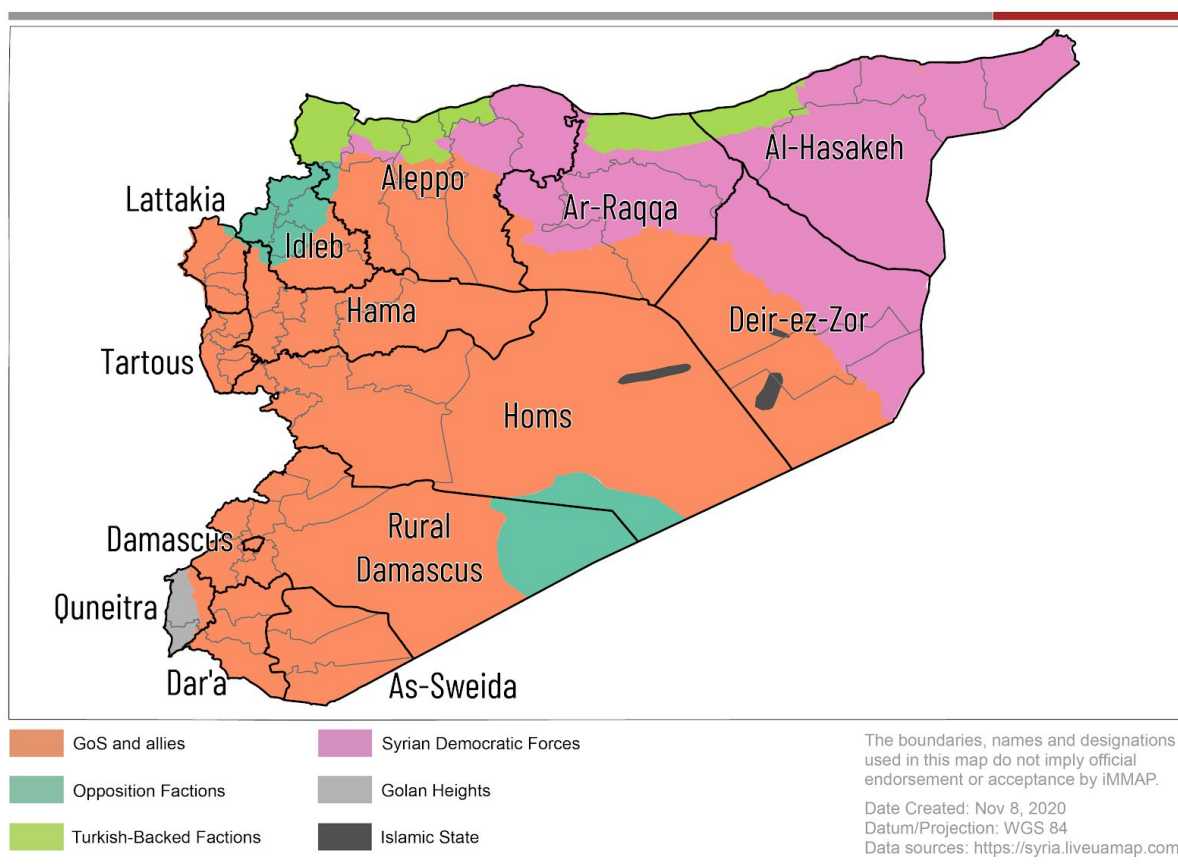 Al-Hasakeh
Aleppo
Lattakia
Ar-Raqqa
Idleb
Hama
Deir-ez-Zor
Tartous
Homs
Rural
Damascus
Damascus
Quneitra
Dar'a
As-Sweida
GoS and allies
Opposition Factions
Turkish-Backed Factions
Syrian Democratic Forces
Golan Heights
Islamic State
The boundaries, names and designations
used in this map do not imply official
endorsement or acceptance by iMMAP.
Date Created: Nov 8, 2020
Datum/Projection: WGS 84
Data sources: https://syria.liveuamap.com